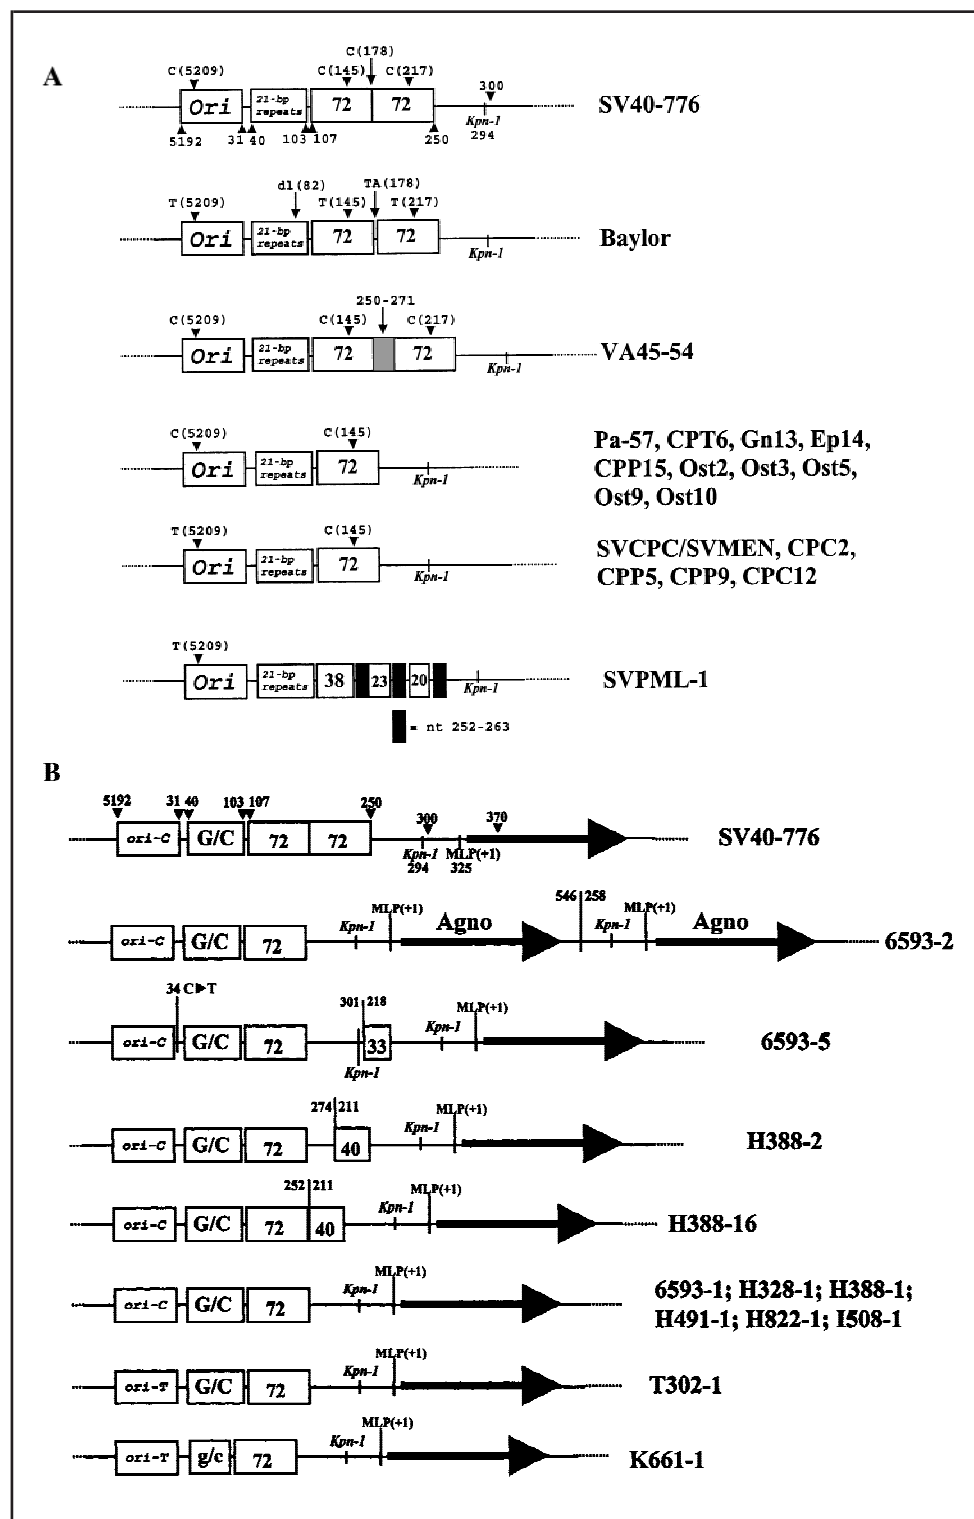 A
C(178)
C(5209) C(145) C(217) 300
Ori 21-bp repeats 72 72 Kpn-1 SV40-776
5192 31 40 103 107 250 294
dl(82) TA(178)
T(5209) T(145) T(217)
Ori 21-bp repeats 72 72 Kpn-1 Baylor
250-271
C(5209) C(145) C(217)
Ori 21-bp repeats 72 72 Kpn-1 VA45-54
C(5209) C(145)
Ori 21-bp repeats 72 Kpn-1
Pa-57, CPT6, Gn13, Ep14,
CPP15, Ost2, Ost3, Ost5,
Ost9, Ost10
T(5209) C(145)
Ori 21-bp repeats 72 Kpn-1
SVCPC/SVMEN, CPC2,
CPP5, CPP9, CPC12
T(5209)
Ori 21-bp repeats 38 23 20 Kpn-1 SVPML-1
= nt 252-263
B
5192 31 40 103 107 250 300 370
ori-C G/C 72 72 Kpn-1 MLP(+1) SV40-776
294 325
546 258
Kpn-1 MLP(+1) Agno Kpn-1 MLP(+1) Agno
ori-C G/C 72 6593-2
34 C▶T 301 218 MLP(+1)
ori-C G/C 72 33 Kpn-1 6593-5
Kpn-1
274 211 MLP(+1)
ori-C G/C 72 40 Kpn-1 H388-2
252 211 MLP(+1)
ori-C G/C 72 40 Kpn-1 H388-16
MLP(+1)
ori-C G/C 72 Kpn-1
6593-1; H328-1; H388-1;
H491-1; H822-1; I508-1
MLP(+1)
ori-T G/C 72 Kpn-1 T302-1
MLP(+1)
ori-T g/c 72 Kpn-1 K661-1